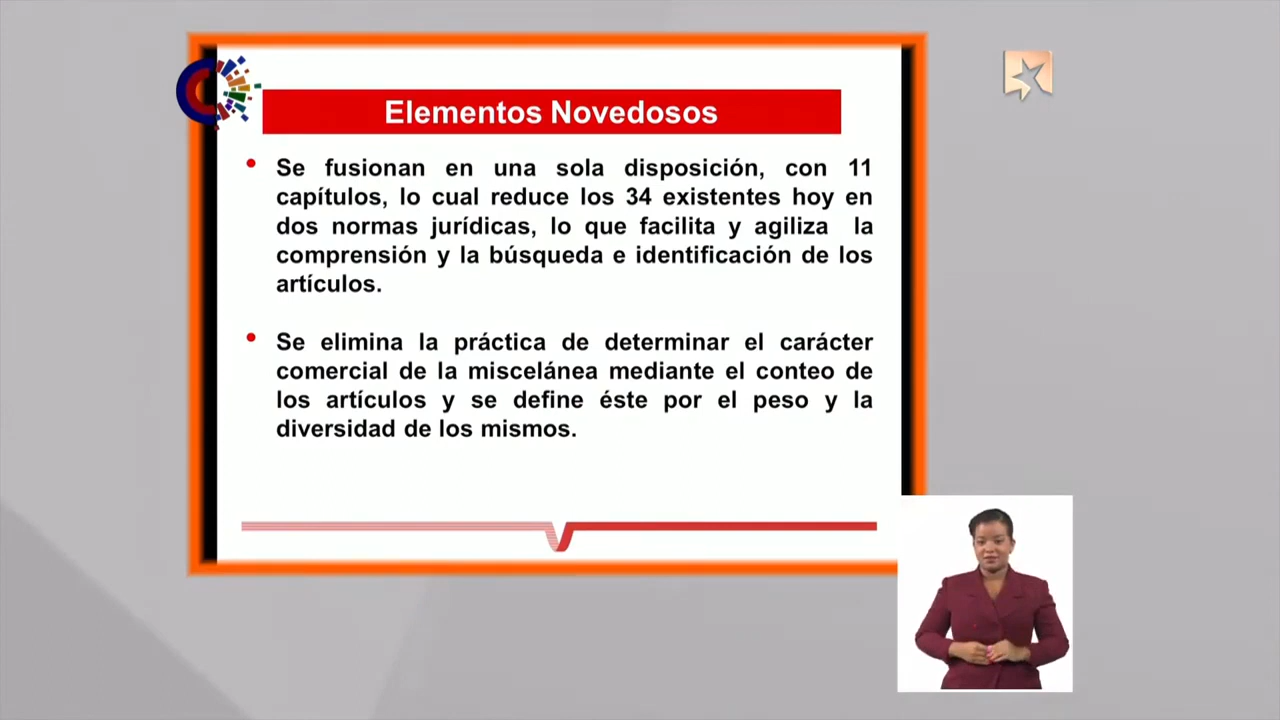 Elementos Novedosos
• Se fusionan en una sola disposición, con 11
capítulos, lo cual reduce los 34 existentes hoy en
dos normas jurídicas, lo que facilita y agiliza la
comprensión y la búsqueda e identificación de los
artículos.
• Se elimina la práctica de determinar el carácter
comercial de la miscelánea mediante el conteo de
los artículos y se define éste por el peso y la
diversidad de los mismos.